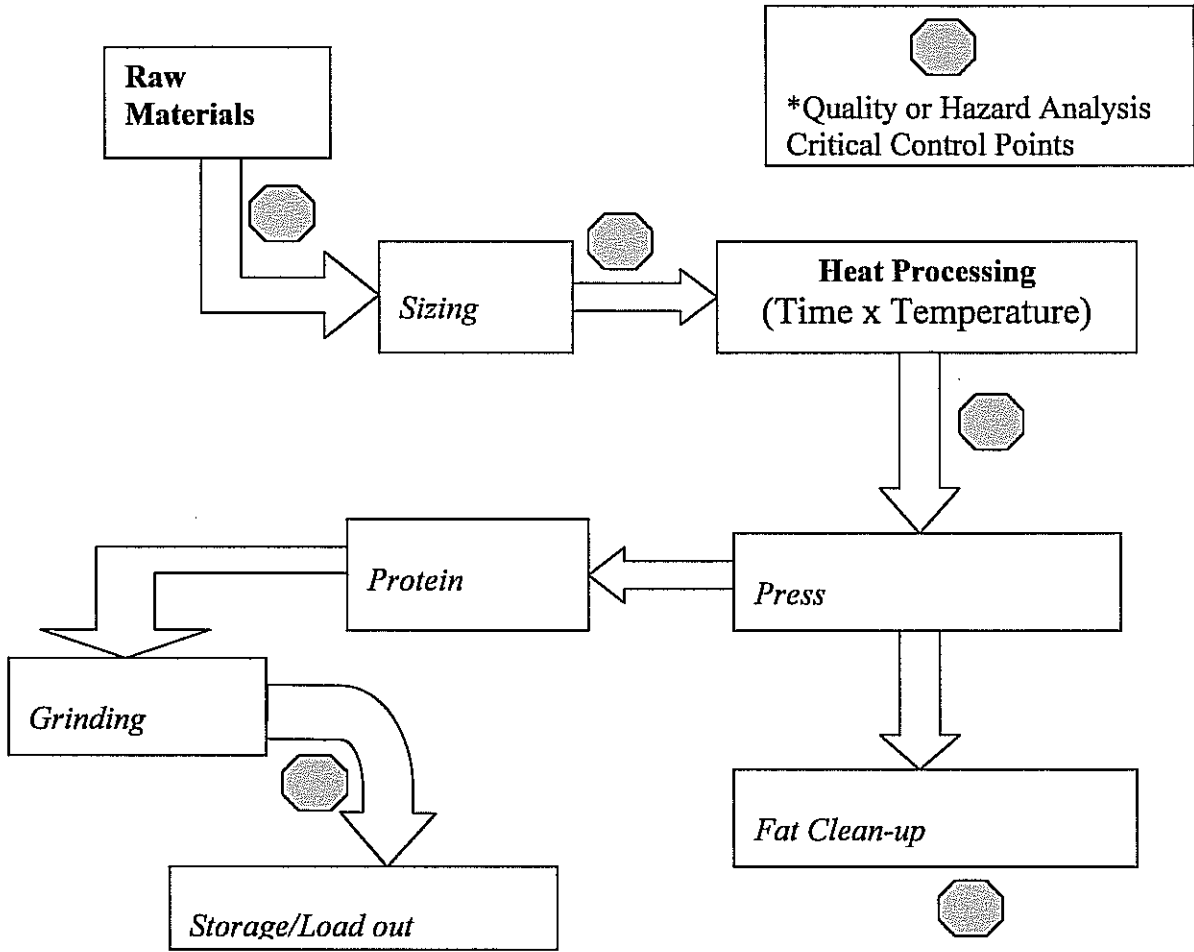 Raw
Materials
*Quality or Hazard Analysis
Critical Control Points
Sizing
Heat Processing
(Time x Temperature)
Protein
Press
Grinding
Fat Clean-up
Storage/Load out